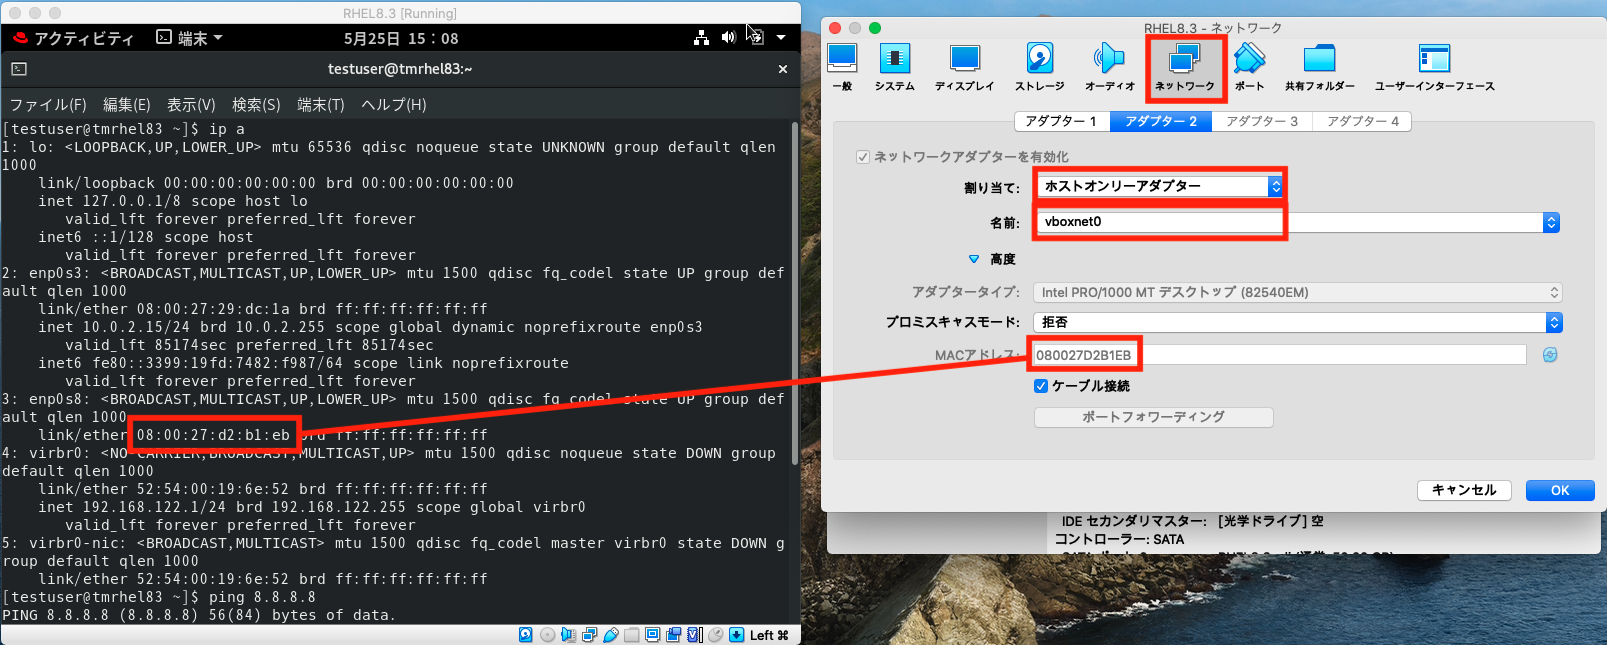 RHEL8.3 [Running]
アクティビティ 端末 5月25日 15：08
testuser@tmrhel83:~
ファイル(F) 編集(E) 表示(V) 検索(S) 端末(T) ヘルプ(H)
[testuser@tmrhel83 ~]$ ip a
1: lo: <LOOPBACK,UP,LOWER_UP> mtu 65536 qdisc noqueue state UNKNOWN group default qlen
1000
link/loopback 00:00:00:00:00:00 brd 00:00:00:00:00:00
inet 127.0.0.1/8 scope host lo
valid_lft forever preferred_lft forever
inet6 ::1/128 scope host
valid_lft forever preferred_lft forever
2: enp0s3: <BROADCAST,MULTICAST,UP,LOWER_UP> mtu 1500 qdisc fq_codel state UP group def
ault qlen 1000
link/ether 08:00:27:29:dc:1a brd ff:ff:ff:ff:ff:ff
inet 10.0.2.15/24 brd 10.0.2.255 scope global dynamic noprefixroute enp0s3
valid_lft 85174sec preferred_lft 85174sec
inet6 fe80::3399:19fd:7482:f987/64 scope link noprefixroute
valid_lft forever preferred_lft forever
3: enp0s8: <BROADCAST,MULTICAST,UP,LOWER_UP> mtu 1500 qdisc fq_codel state UP group def
ault qlen 1000
link/ether 08:00:27:d2:b1:eb brd ff:ff:ff:ff:ff:ff
4: virbr0: <NO-CARRIER,BROADCAST,MULTICAST,UP> mtu 1500 qdisc noqueue state DOWN group
default qlen 1000
link/ether 52:54:00:19:6e:52 brd ff:ff:ff:ff:ff:ff
inet 192.168.122.1/24 brd 192.168.122.255 scope global virbr0
valid_lft forever preferred_lft forever
5: virbr0-nic: <BROADCAST,MULTICAST> mtu 1500 qdisc fq_codel master virbr0 state DOWN g
roup default qlen 1000
link/ether 52:54:00:19:6e:52 brd ff:ff:ff:ff:ff:ff
[testuser@tmrhel83 ~]$ ping 8.8.8.8
PING 8.8.8.8 (8.8.8.8) 56(84) bytes of data.
Left ⌘
RHEL8.3 - ネットワーク
一般 システム ディスプレイ ストレージ オーディオ ネットワーク ポート 共有フォルダー ユーザーインターフェース
アダプター 1 アダプター 2 アダプター 3 アダプター 4
ネットワークアダプターを有効化
割り当て: ホストオンリーアダプター
名前: vboxnet0
高度
アダプタータイプ: Intel PRO/1000 MT デスクトップ (82540EM)
プロミスキャスモード: 拒否
MACアドレス: 080027D2B1EB
ケーブル接続
ポートフォワーディング
キャンセル OK
IDE セカンダリマスター: [光学ドライブ] 空
コントローラー: SATA